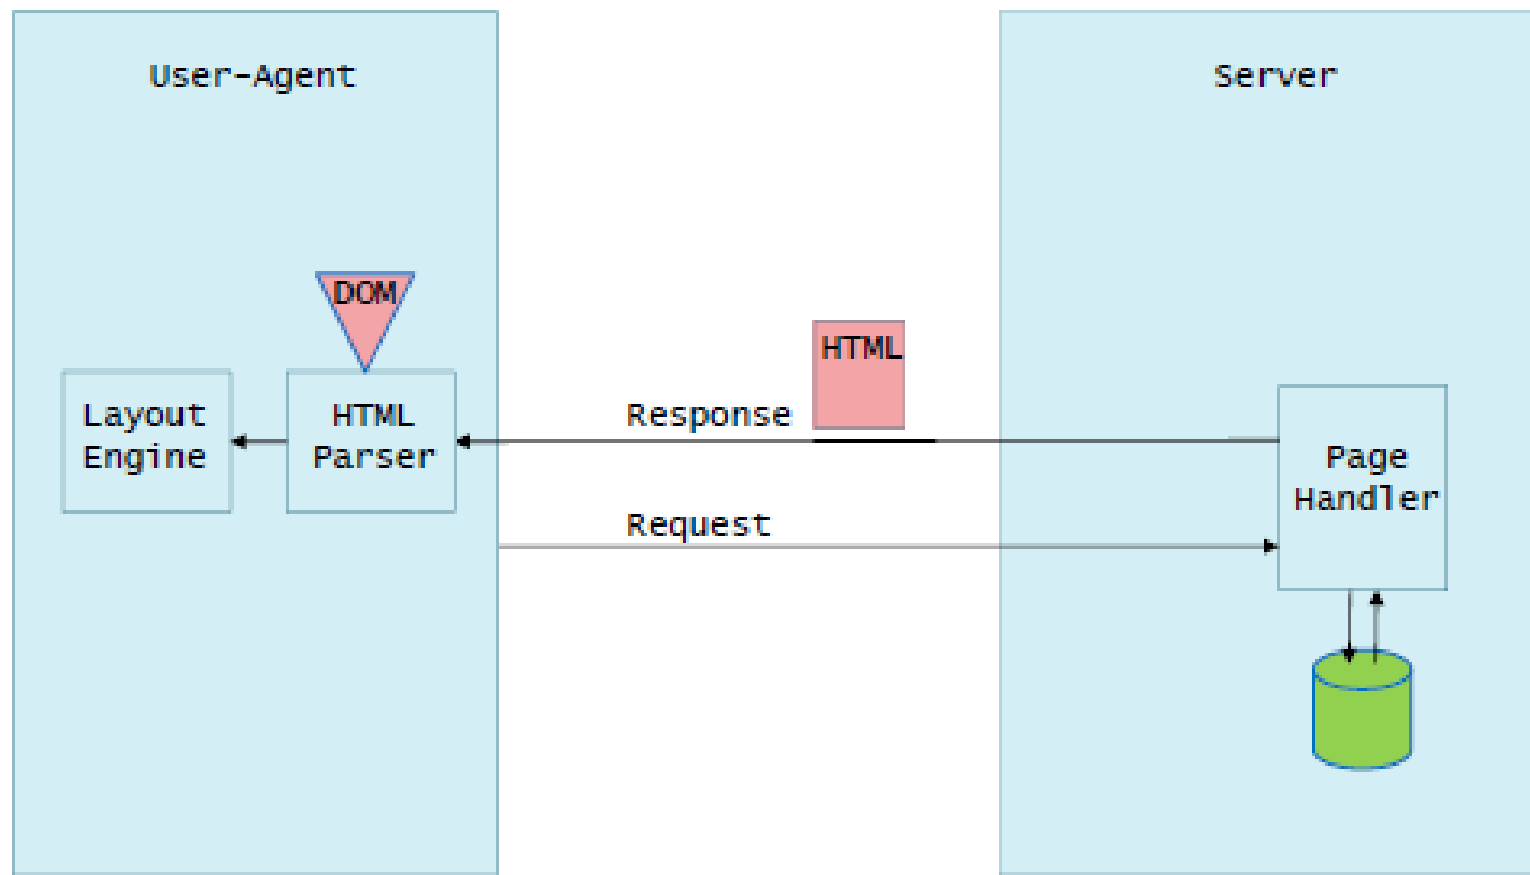 User-Agent
Server
DOM
HTML
Layout
Engine
HTML
Parser
Response
Page
Handler
Request